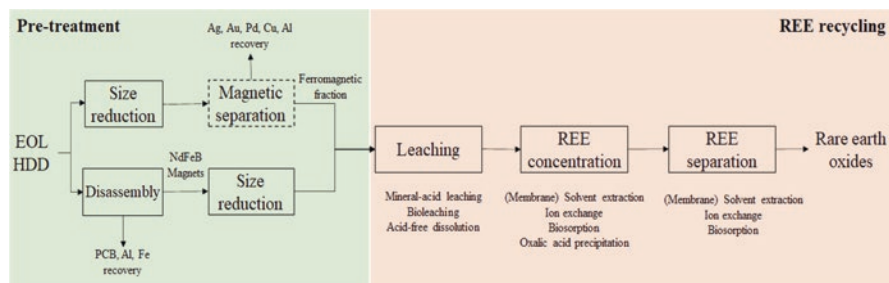 Pre-treatment
REE recycling
Ag, Au, Pd, Cu, Al
recovery
Size
reduction
Magnetic
separation
Ferromagnetic
fraction
EOL
HDD
Disassembly
NdFeB
Magnets
Size
reduction
PCB, Al, Fe
recovery
Leaching
Mineral-acid leaching
Bioleaching
Acid-free dissolution
REE
concentration
(Membrane) Solvent extraction
Ion exchange
Biosorption
Oxalic acid precipitation
REE
separation
(Membrane) Solvent extraction
Ion exchange
Biosorption
Rare earth
oxides